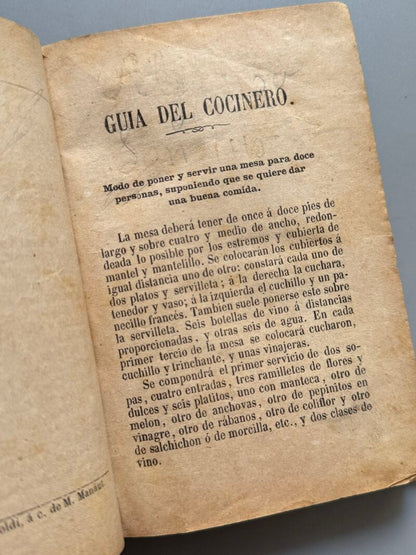 GUIA DEL COCINERO.
Modo de poner y servir una mesa para doce
personas, suponiendo que se quiere dar
una buena comida.
La mesa deberá tener de once á doce pies de
largo y sobre cuatro y medio de ancho, redon-
deada lo posible por los estremos y cubierta de
mantel y mantelillo. Se colocarán los cubiertos á
igual distancia uno de otro: constará cada uno de
dos platos y servilleta; á la derecha la cuchara,
tenedor y vaso; á la izquierda el cuchillo y un pa-
necillo francés. Tambien suele ponerse este sobre
la servilleta. Seis botellas de vino á distancias
proporcionadas, y otras seis de agua. En cada
primer tercio de la mesa se colocará cucharon,
cuchillo y trinchante, y unas vinajeras.
Se compondrá el primer servicio de dos so-
pas, cuatro entradas, tres ramilletes de flores y
dulces y seis platitos, uno con manteca, otro de
melon, otro de anchovas, otro de pepinitos en
vinagre, otro de rábanos, otro de coliflor y otro
de salchichon ó de morcilla, etc., y dos clases de
vino.
oldi, á c. de M. Manaut.